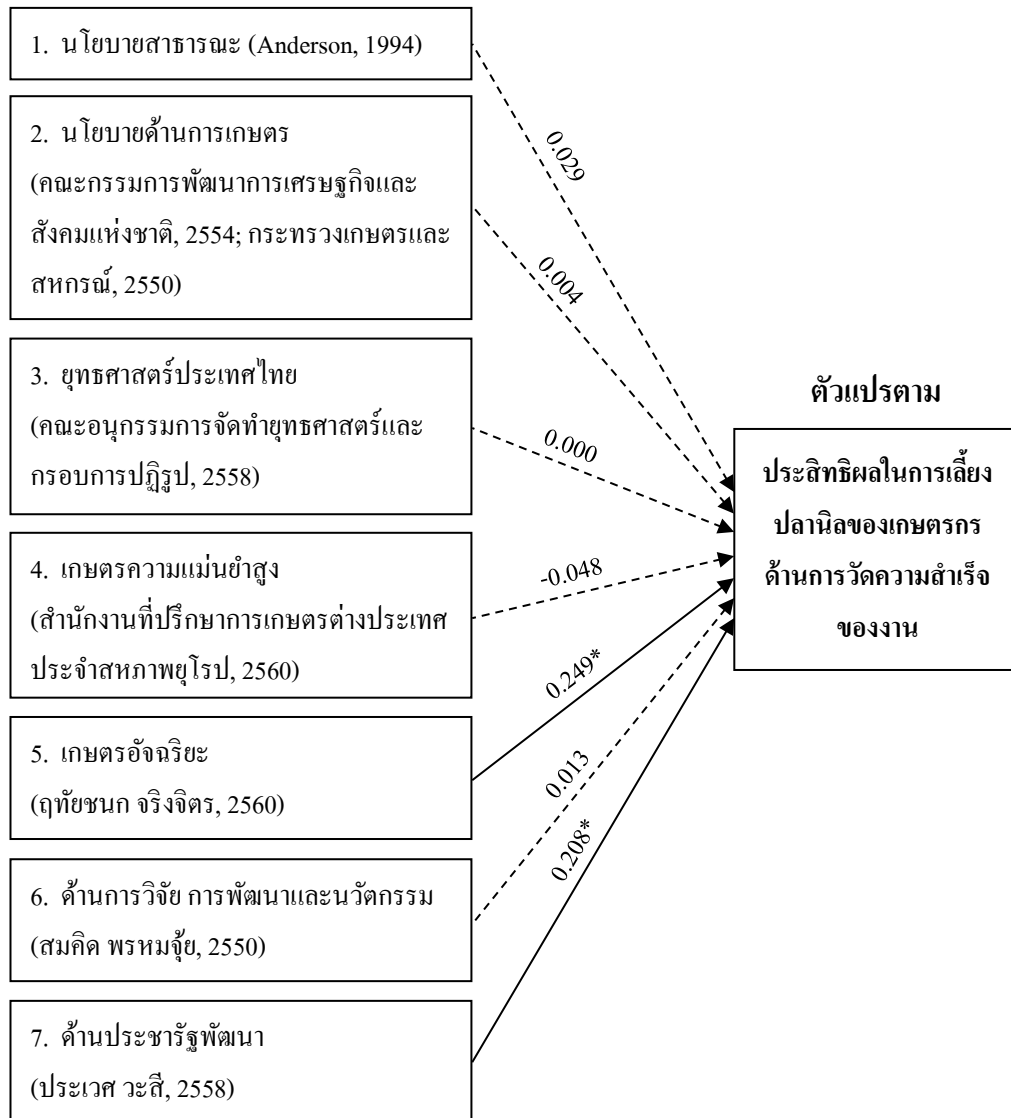 1. นโยบายสาธารณะ (Anderson, 1994)
2. นโยบายด้านการเกษตร
(คณะกรรมการพัฒนาการเศรษฐกิจและ
สังคมแห่งชาติ, 2554; กระทรวงเกษตรและ
สหกรณ์, 2550)
3. ยุทธศาสตร์ประเทศไทย
(คณะอนุกรรมการจัดทำยุทธศาสตร์และ
กรอบการปฏิรูป, 2558)
4. เกษตรความแม่นยำสูง
(สำนักงานที่ปรึกษาการเกษตรต่างประเทศ
ประจำสหภาพยุโรป, 2560)
5. เกษตรอัจฉริยะ
(ฤทัยชนก จริงจิตร, 2560)
6. ด้านการวิจัย การพัฒนาและนวัตกรรม
(สมคิด พรหมจุ้ย, 2550)
7. ด้านประชารัฐพัฒนา
(ประเวศ วะสี, 2558)
0.029
0.004
0.000
-0.048
0.249*
0.013
0.208*
ตัวแปรตาม
ประสิทธิผลในการเลี้ยง
ปลานิลของเกษตรกร
ด้านการวัดความสำเร็จ
ของงาน